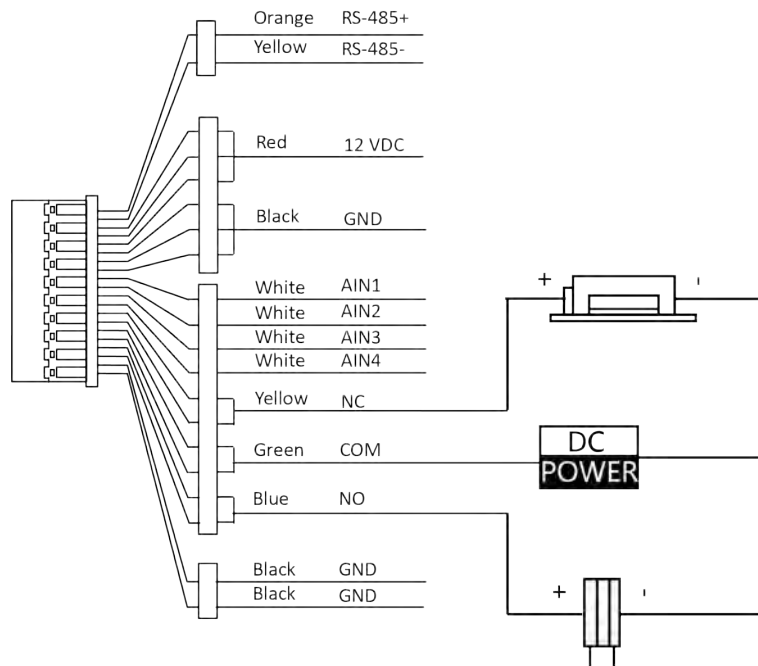 Orange RS-485+
Yellow RS-485-
Red 12 VDC
Black GND
White AIN1
White AIN2
White AIN3
White AIN4
Yellow NC
Green COM
Blue NO
Black GND
Black GND
+ -
DC
POWER
+ -